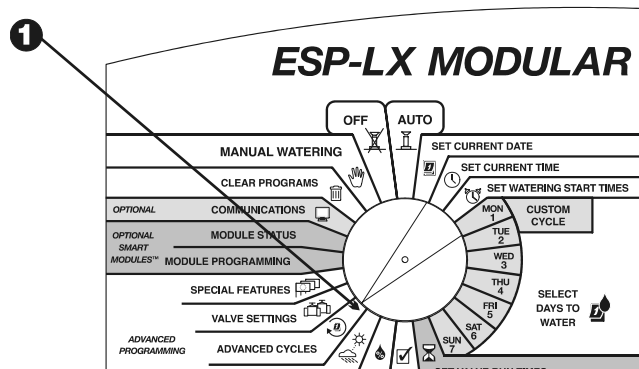 1
ESP-LX MODULAR
OFF
AUTO
MANUAL WATERING
SET CURRENT DATE
CLEAR PROGRAMS
SET CURRENT TIME
SET WATERING START TIMES
OPTIONAL
COMMUNICATIONS
MON
1
CUSTOM
CYCLE
OPTIONAL
SMART
MODULES™
MODULE STATUS
MODULE PROGRAMMING
TUE
2
WED
3
THU
4
FRI
5
SAT
6
SUN
7
SELECT
DAYS TO
WATER
SPECIAL FEATURES
VALVE SETTINGS
ADVANCED
PROGRAMMING
ADVANCED CYCLES